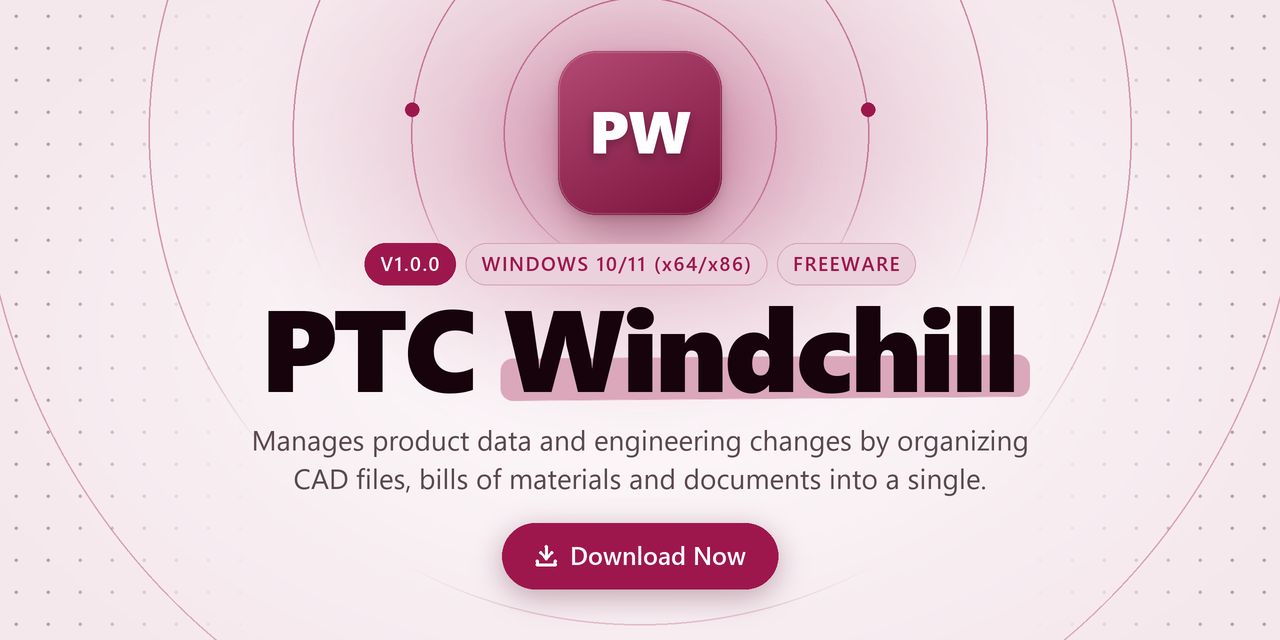 PW
V1.0.0
WINDOWS 10/11 (x64/x86)
FREEWARE
PTC Windchill
Manages product data and engineering changes by organizing
CAD files, bills of materials and documents into a single.
Download Now